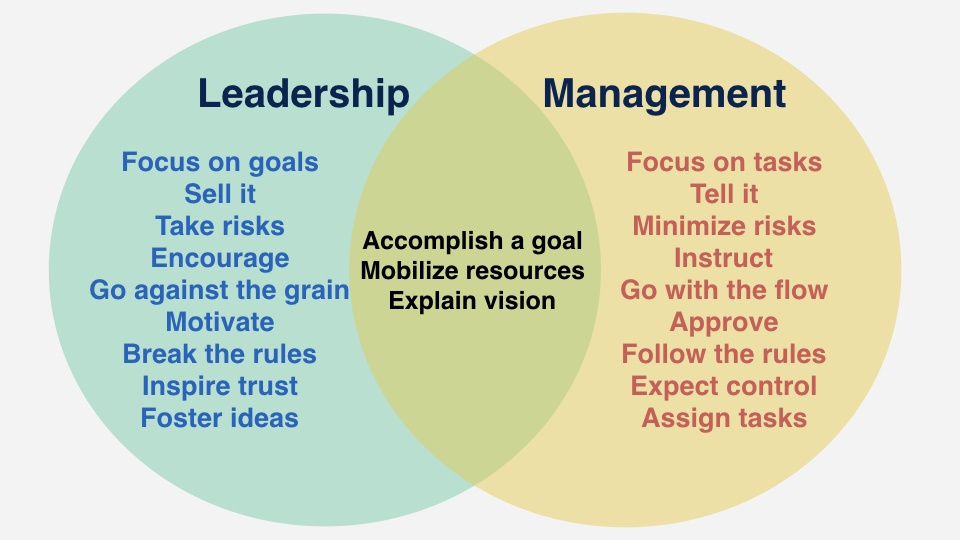 Leadership
Focus on goals
Sell it
Take risks
Encourage
Go against the grain
Motivate
Break the rules
Inspire trust
Foster ideas
Accomplish a goal
Mobilize resources
Explain vision
Management
Focus on tasks
Tell it
Minimize risks
Instruct
Go with the flow
Approve
Follow the rules
Expect control
Assign tasks